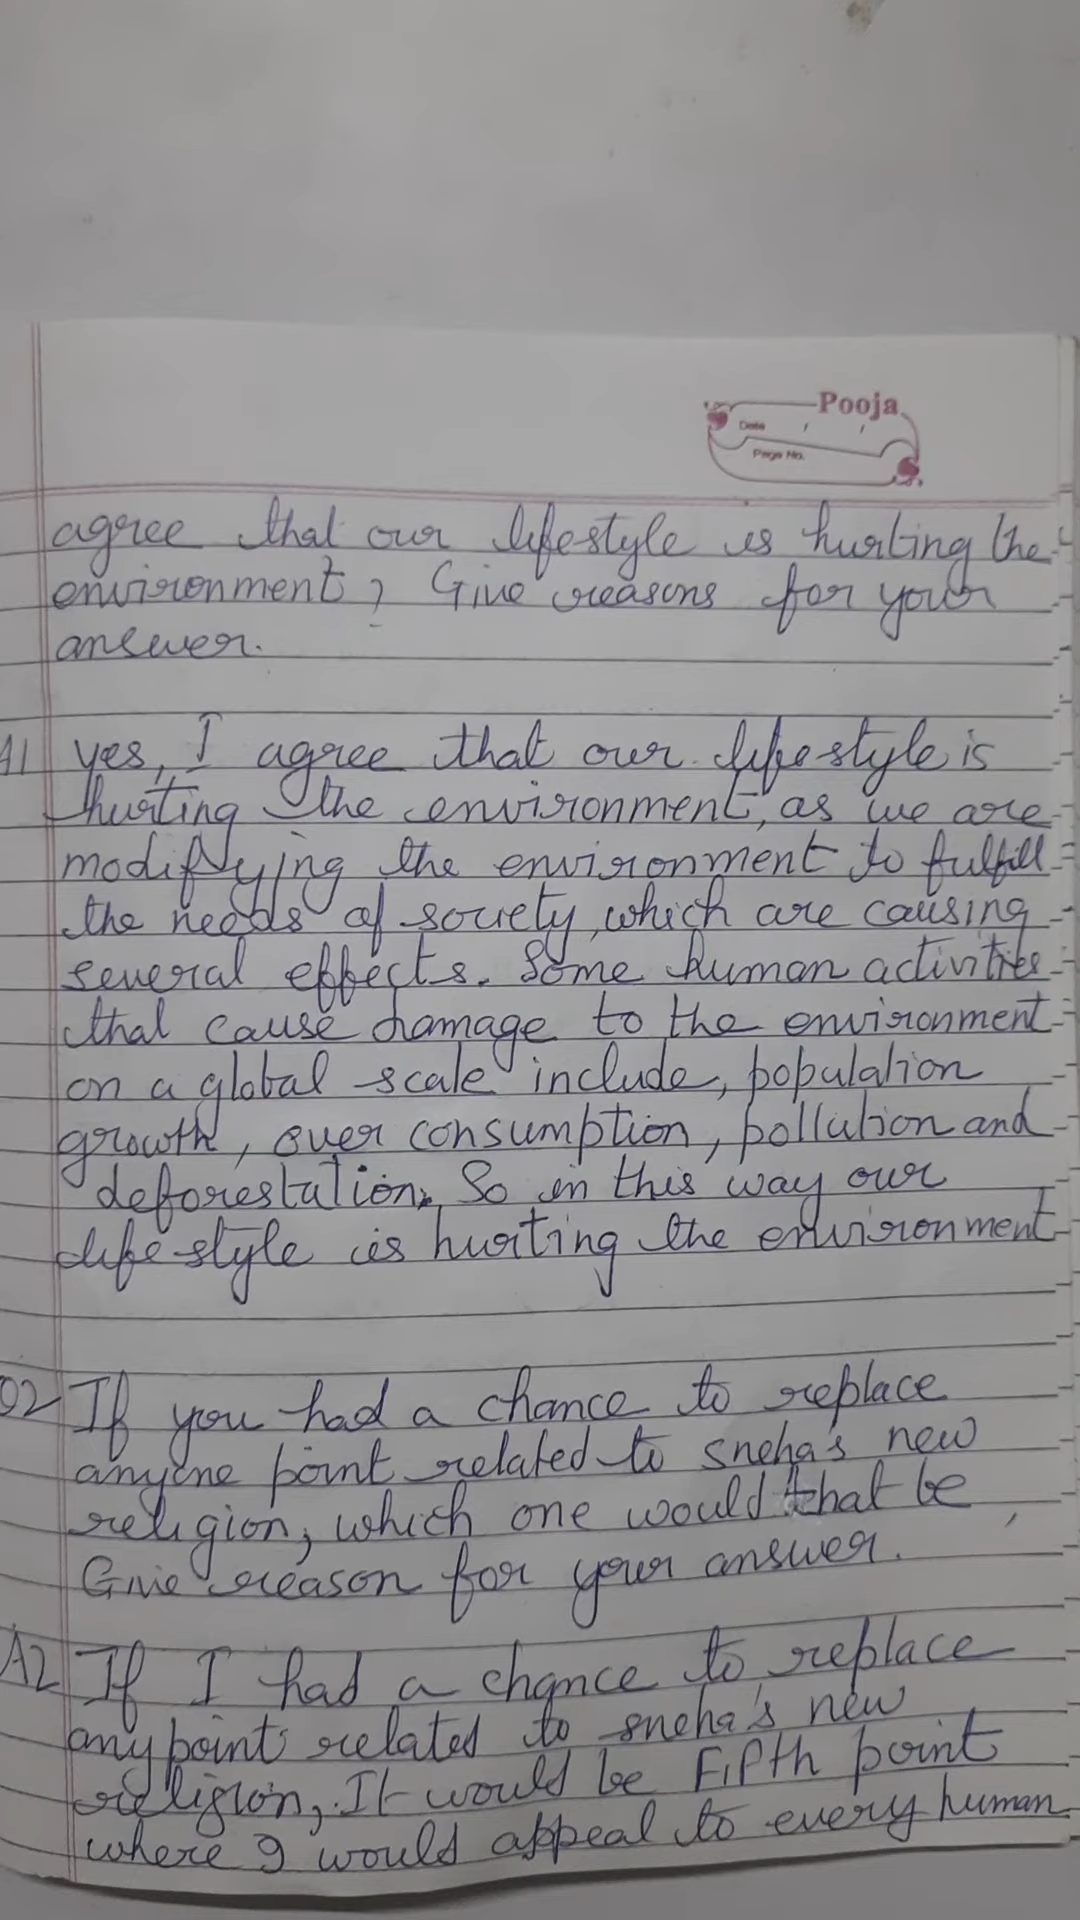 Pooja
Date / /
Page No.
agree that our lifestyle is hurting the
environment? Give reasons for your
answer.
A1 yes, I agree that our lifestyle is
hurting the environment, as we are
modifying the environment to fulfill
the needs of society, which are causing
several effects. Some human activities
that cause damage to the environment
on a global scale include, population
growth, over consumption, pollution and
deforestation. So in this way our
lifestyle is hurting the environment
Q2 If you had a chance to replace
anyone point related to sneha's new
religion, which one would that be
Give reason for your answer.
A2 If I had a chance to replace
any point related to sneha's new
religion, It would be Fifth point
where I would appeal to every human